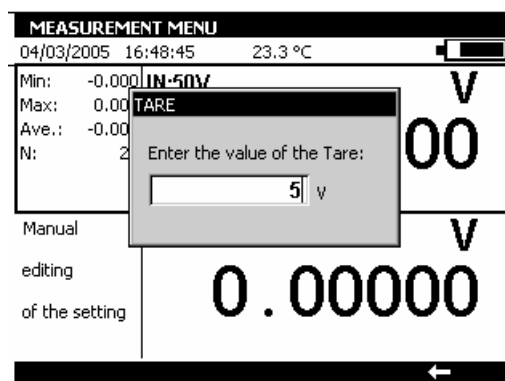 MEASUREMENT MENU
04/03/2005 16:48:45 23.3 °C
Min: -0.000 IN:50V V
Max: 0.00
Ave.: -0.00 00
N: 2
TARE
Enter the value of the Tare:
5 V
Manual V
editing
of the setting
0.00000